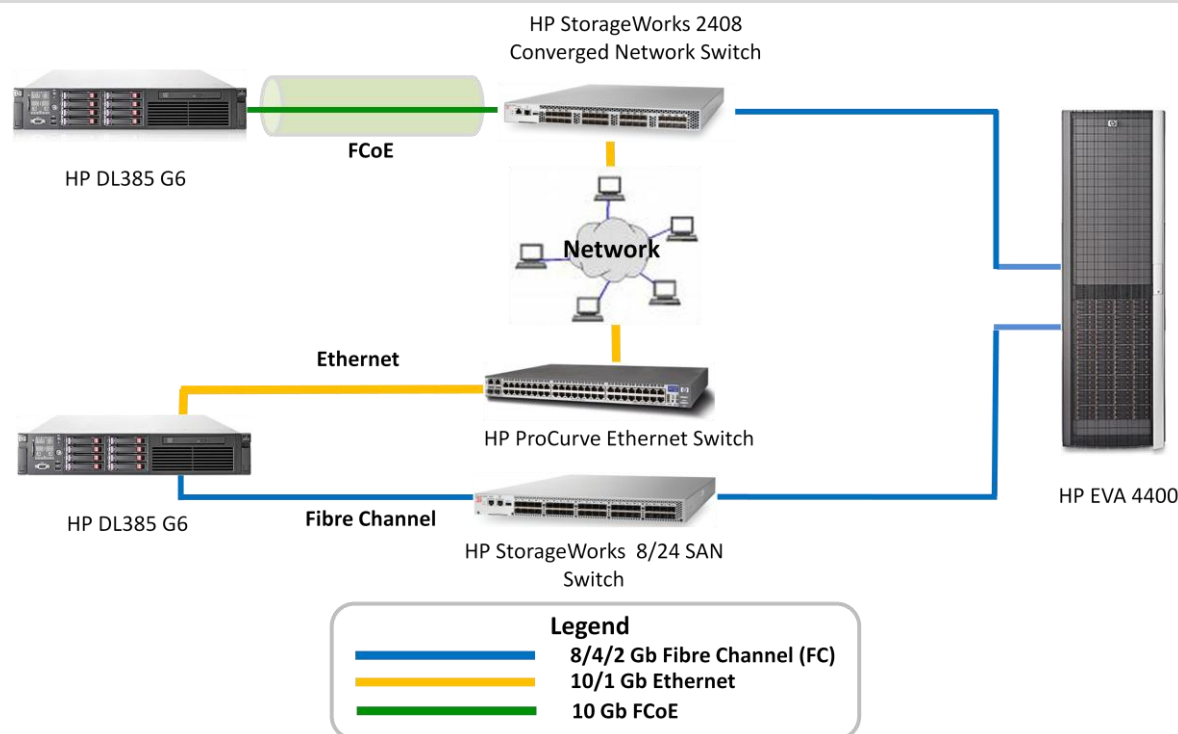 HP StorageWorks 2408
Converged Network Switch
FCoE
HP DL385 G6
Network
Ethernet
HP ProCurve Ethernet Switch
HP DL385 G6
Fibre Channel
HP StorageWorks 8/24 SAN
Switch
HP EVA 4400
Legend
8/4/2 Gb Fibre Channel (FC)
10/1 Gb Ethernet
10 Gb FCoE